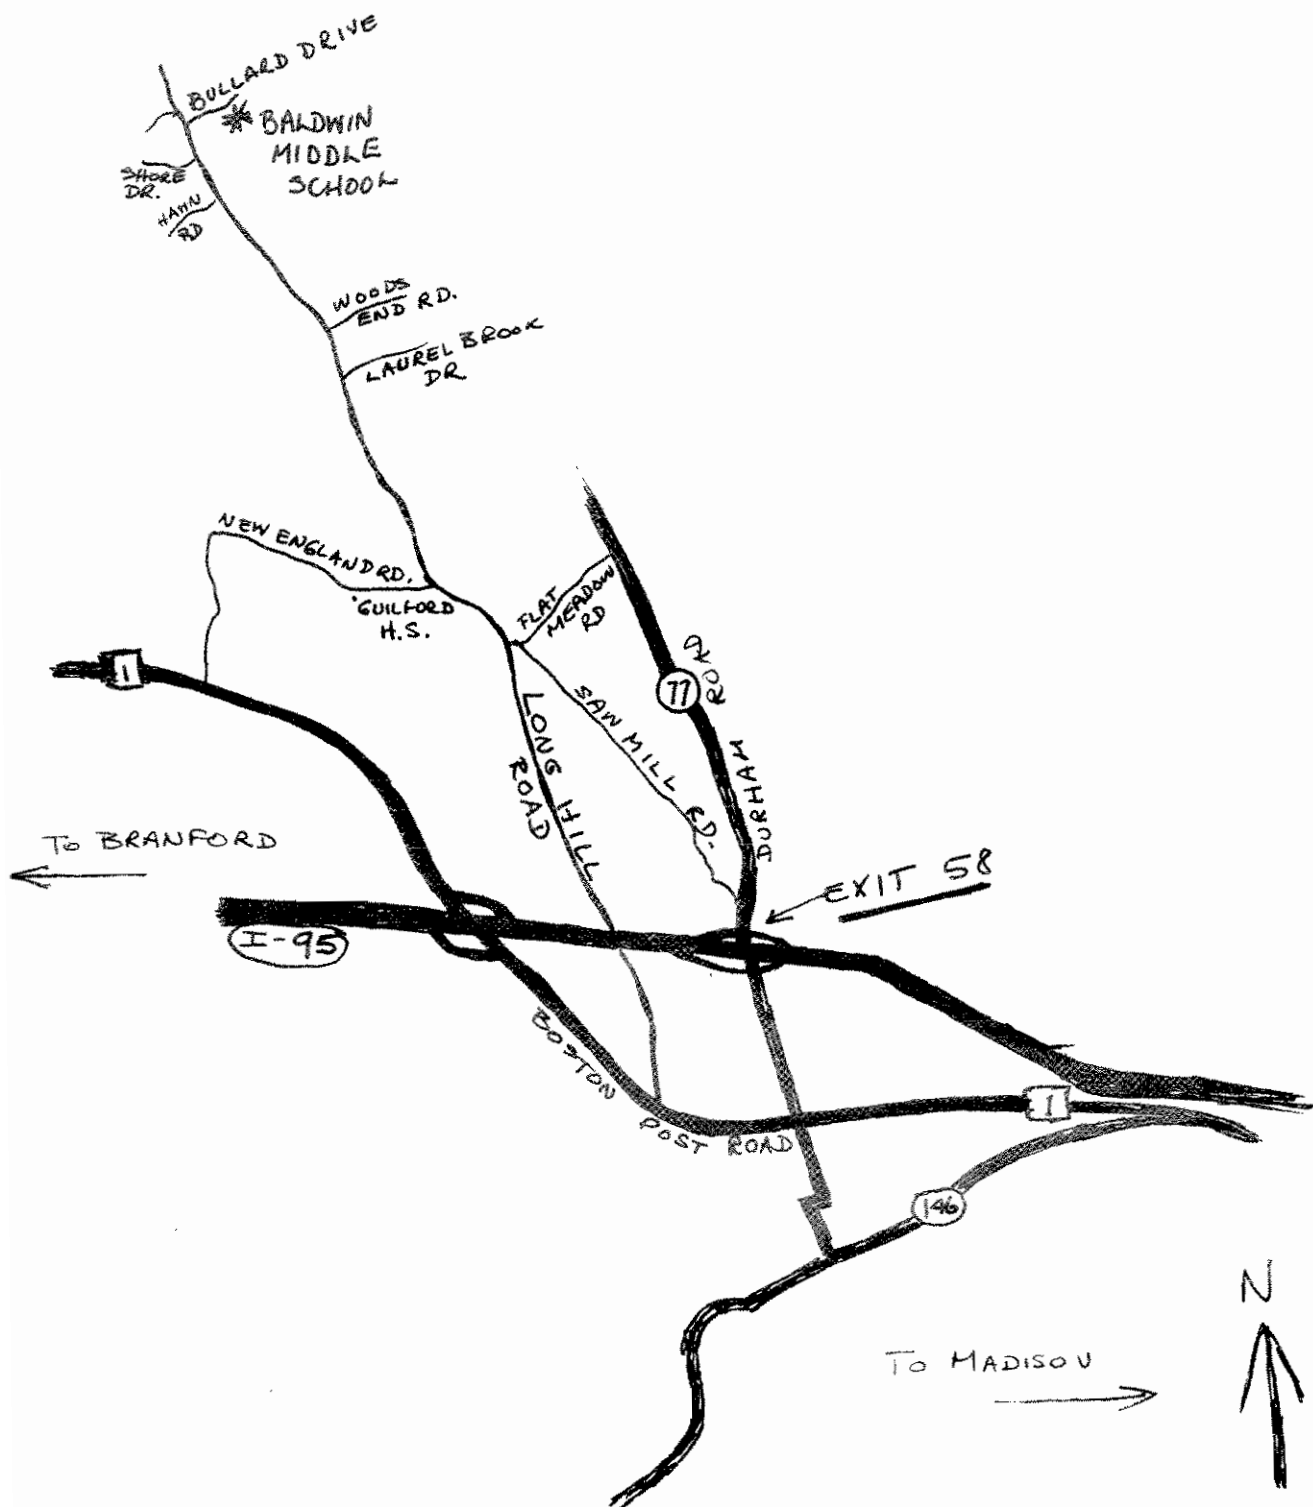 BULLARD DRIVE
BALDWIN
MIDDLE
SCHOOL
SHORE
DR.
HAHN
RD
WOODS
END RD.
LAUREL BROOK
DR
NEW ENGLAND RD.
GUILFORD
H.S.
FLAT
MEADOW
RD
1
77
DURHAM ROAD
SAW MILL RD.
LONG HILL
ROAD
TO BRANFORD
EXIT 58
I-95
BOSTON POST ROAD
1
146
N
TO MADISON